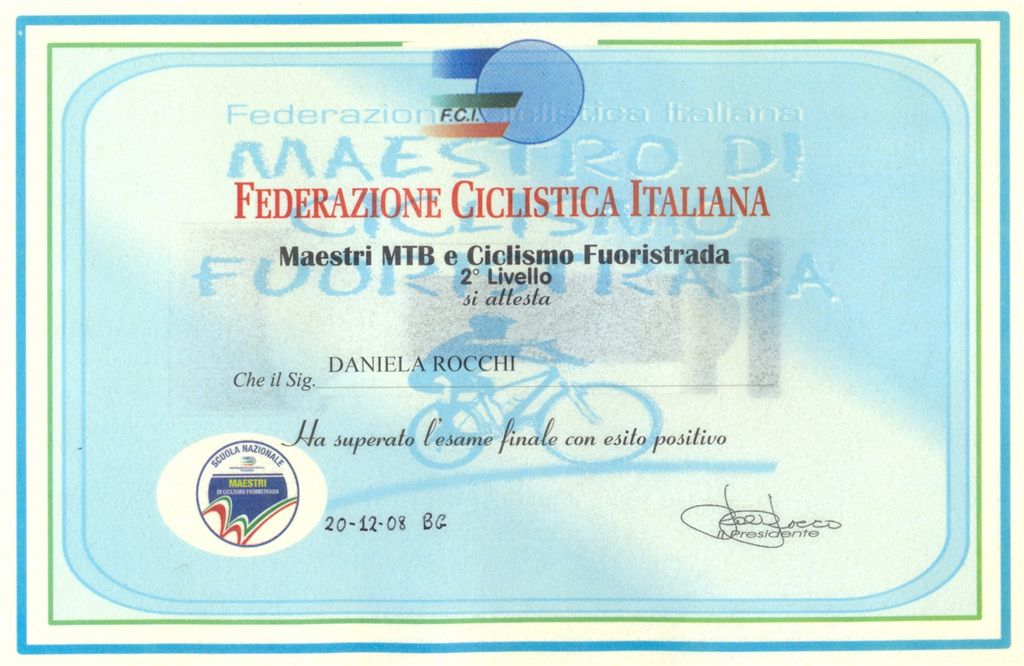 Federazione Ciclistica Italiana
F.C.I.
MAESTRO DI
CICLISMO
FUORISTRADA
FEDERAZIONE CICLISTICA ITALIANA
Maestri MTB e Ciclismo Fuoristrada
2° Livello
si attesta
DANIELA ROCCHI
Che il Sig.
Ha superato l'esame finale con esito positivo
SCUOLA NAZIONALE
MAESTRI
DI CICLISMO FUORISTRADA
20-12-08 BG
Il Presidente